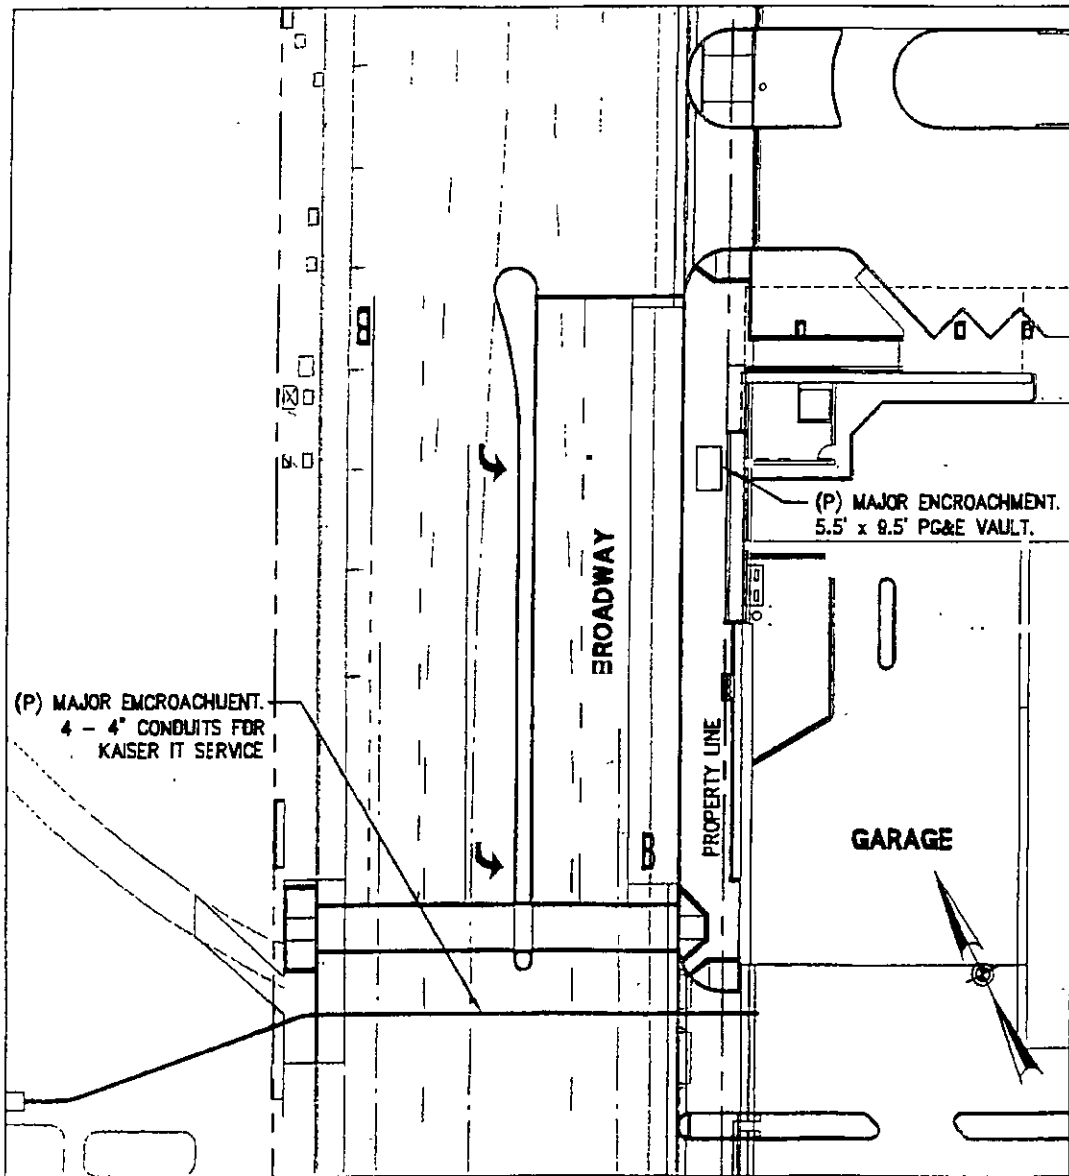 (P) MAJOR ENCROACHMENT.
5.5' x 9.5' PG&E VAULT.
BROADWAY
(P) MAJOR EMCROACHUENT.
4 - 4" CONDUITS FOR
KAISER IT SERVICE
PROPERTY LINE
GARAGE